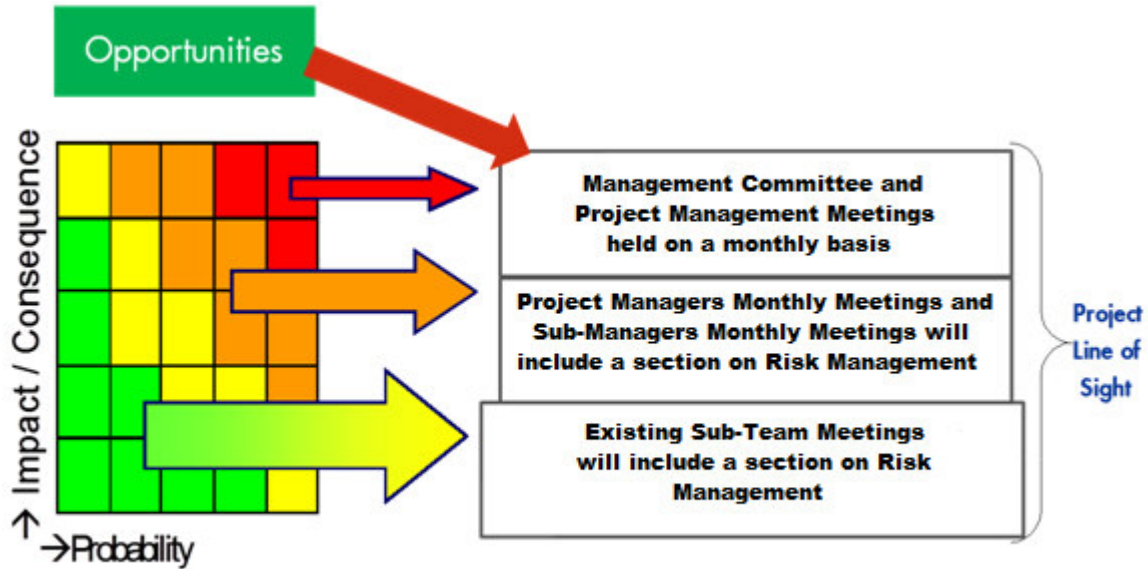 Opportunities
↑ Impact / Consequence
→Probability
Management Committee and
Project Management Meetings
held on a monthly basis
Project Managers Monthly Meetings and
Sub-Managers Monthly Meetings will
include a section on Risk Management
Existing Sub-Team Meetings
will include a section on Risk
Management
Project
Line of
Sight